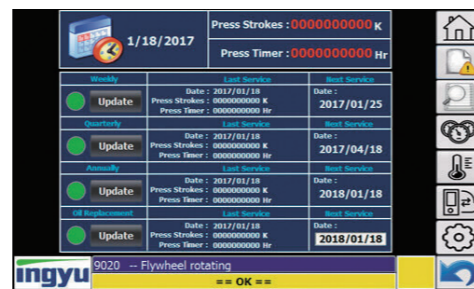 1/18/2017
Press Strokes : 0000000000 K
Press Timer : 0000000000 Hr
Weekly Last Service Next Service
Update
Date : 2017/01/18
Press Strokes : 0000000000 K
Press Timer : 0000000000 Hr
Date :
2017/01/25
Quarterly Last Service Next Service
Update
Date : 2017/01/18
Press Strokes : 0000000000 K
Press Timer : 0000000000 Hr
Date :
2017/04/18
Annually Last Service Next Service
Update
Date : 2017/01/18
Press Strokes : 0000000000 K
Press Timer : 0000000000 Hr
Date :
2018/01/18
Oil Replacement Last Service Next Service
Update
Date : 2017/01/18
Press Strokes : 0000000000 K
Press Timer : 0000000000 Hr
Date :
2018/01/18
ingyu
9020 -- Flywheel rotating
== OK ==